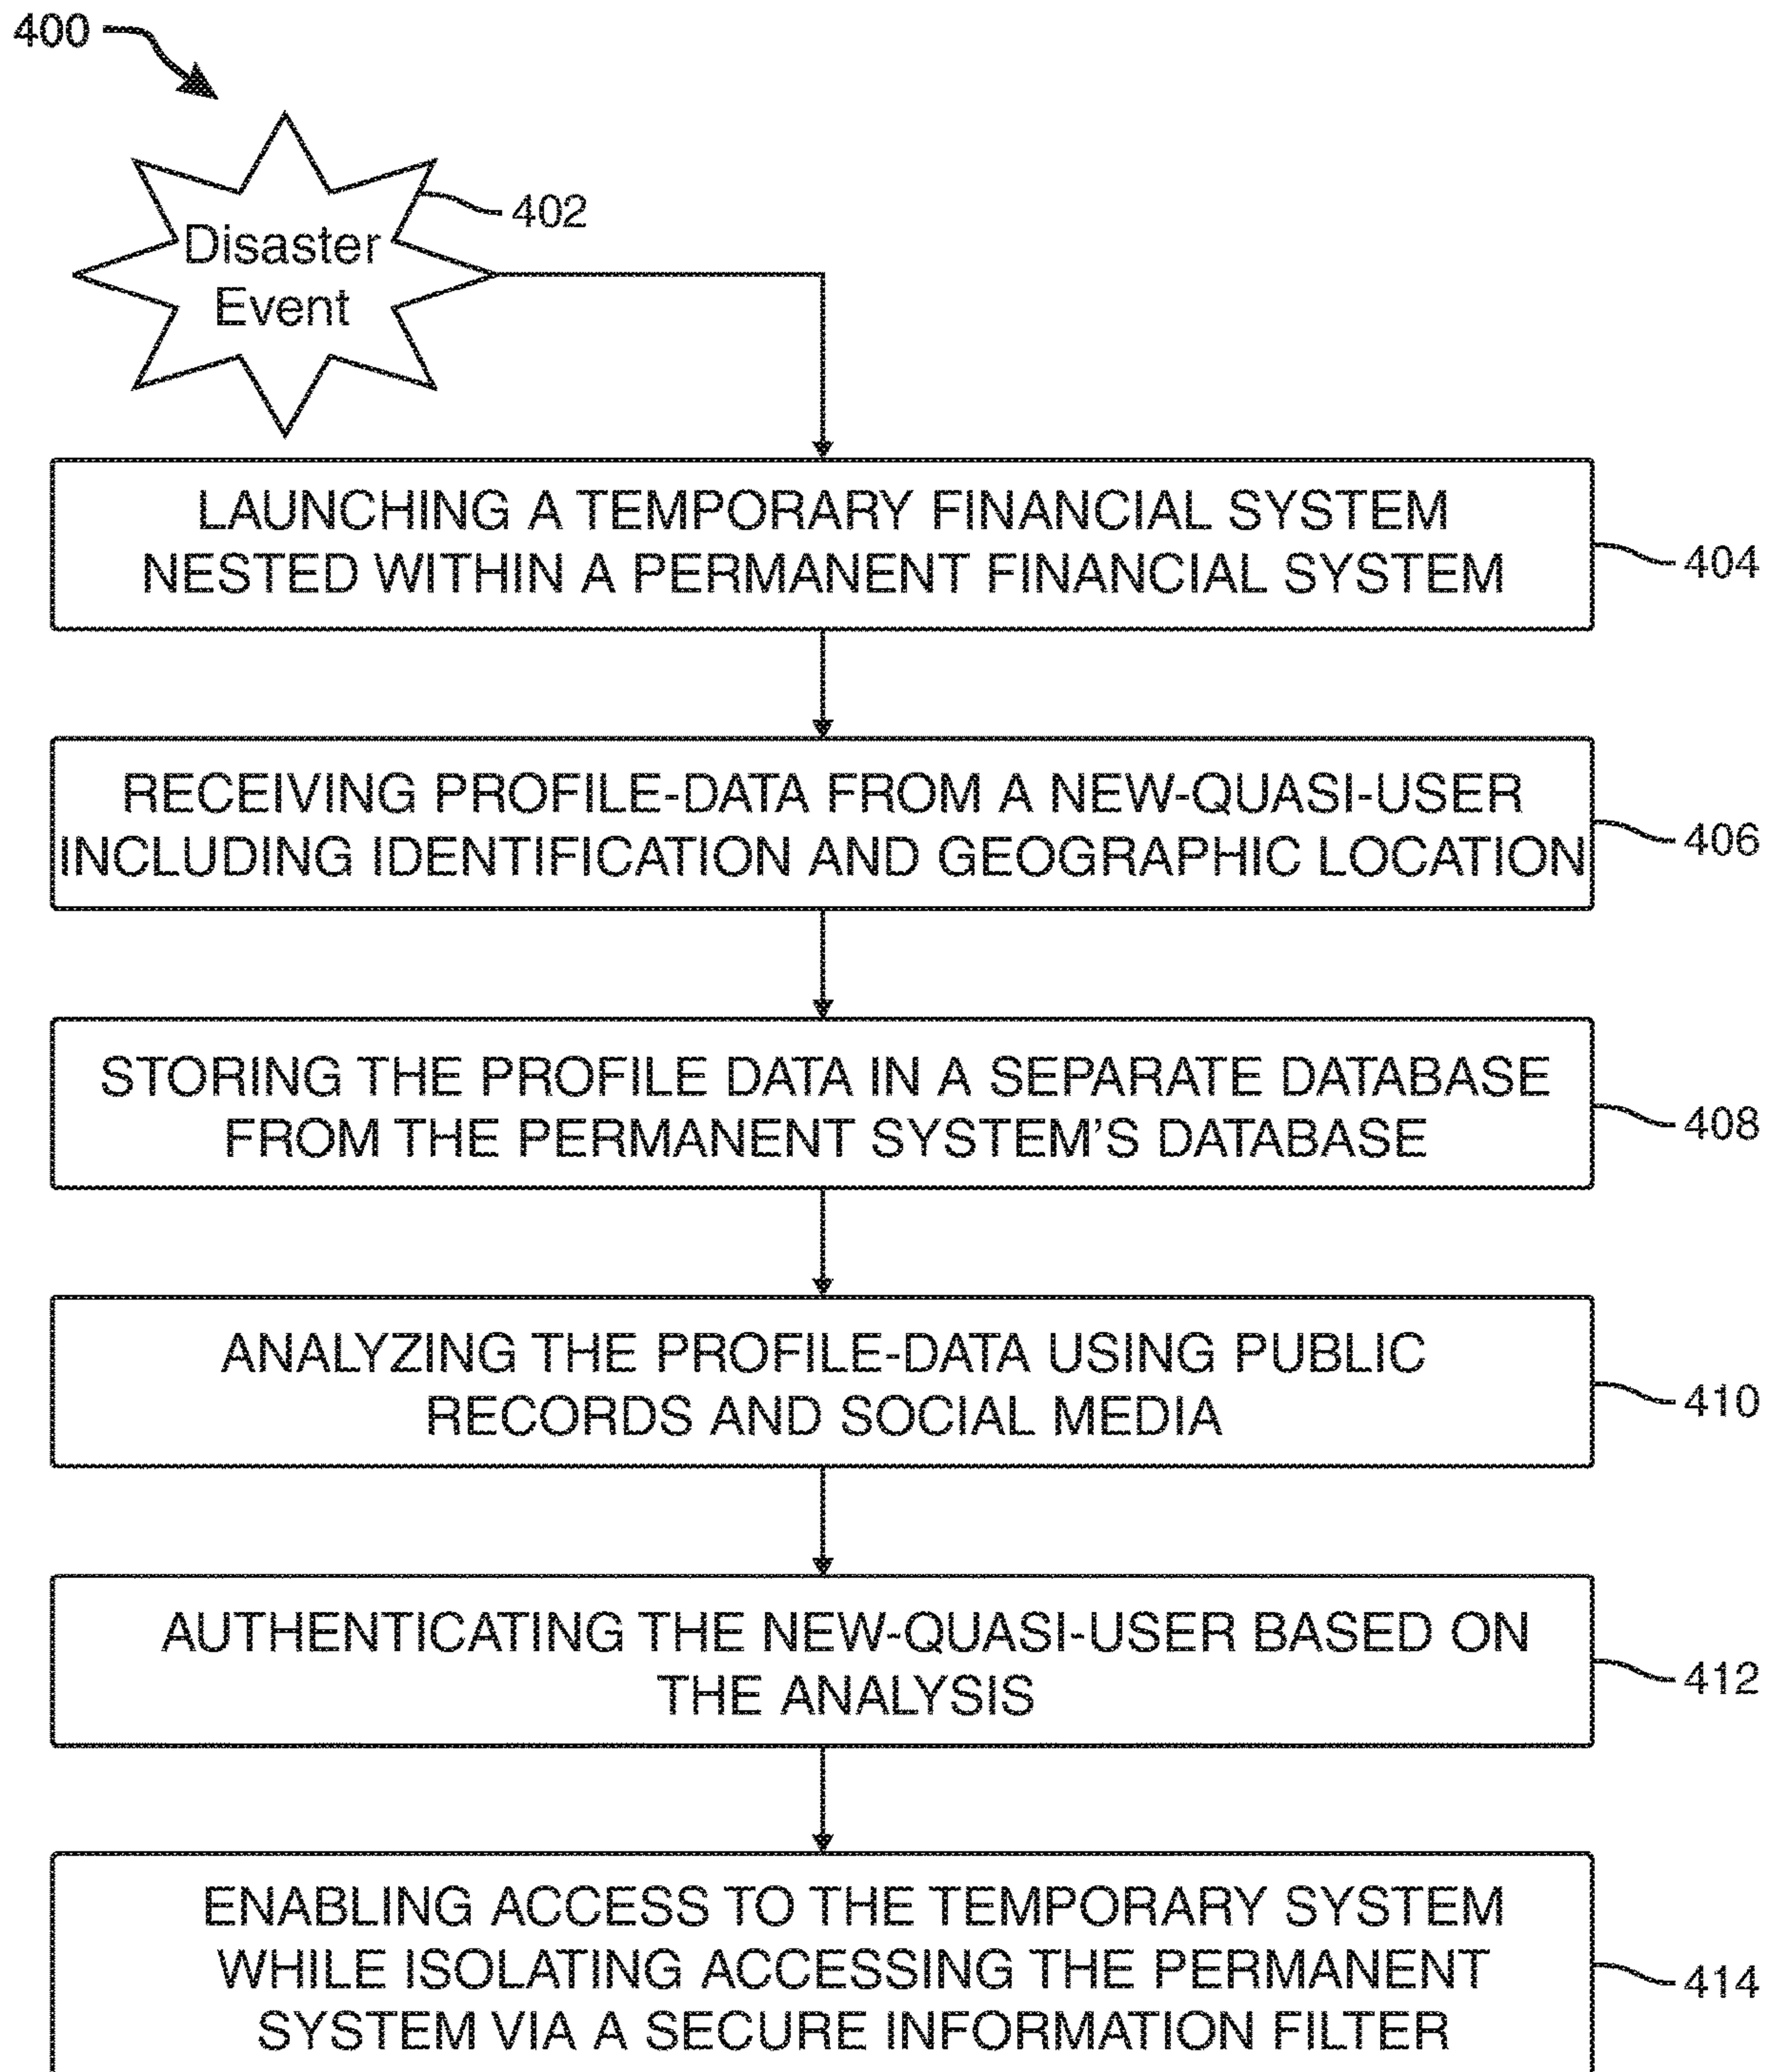 400
402
Disaster
Event
LAUNCHING A TEMPORARY FINANCIAL SYSTEM
NESTED WITHIN A PERMANENT FINANCIAL SYSTEM
404
RECEIVING PROFILE-DATA FROM A NEW-QUASI-USER
INCLUDING IDENTIFICATION AND GEOGRAPHIC LOCATION
406
STORING THE PROFILE DATA IN A SEPARATE DATABASE
FROM THE PERMANENT SYSTEM'S DATABASE
408
ANALYZING THE PROFILE-DATA USING PUBLIC
RECORDS AND SOCIAL MEDIA
410
AUTHENTICATING THE NEW-QUASI-USER BASED ON
THE ANALYSIS
412
ENABLING ACCESS TO THE TEMPORARY SYSTEM
WHILE ISOLATING ACCESSING THE PERMANENT
SYSTEM VIA A SECURE INFORMATION FILTER
414